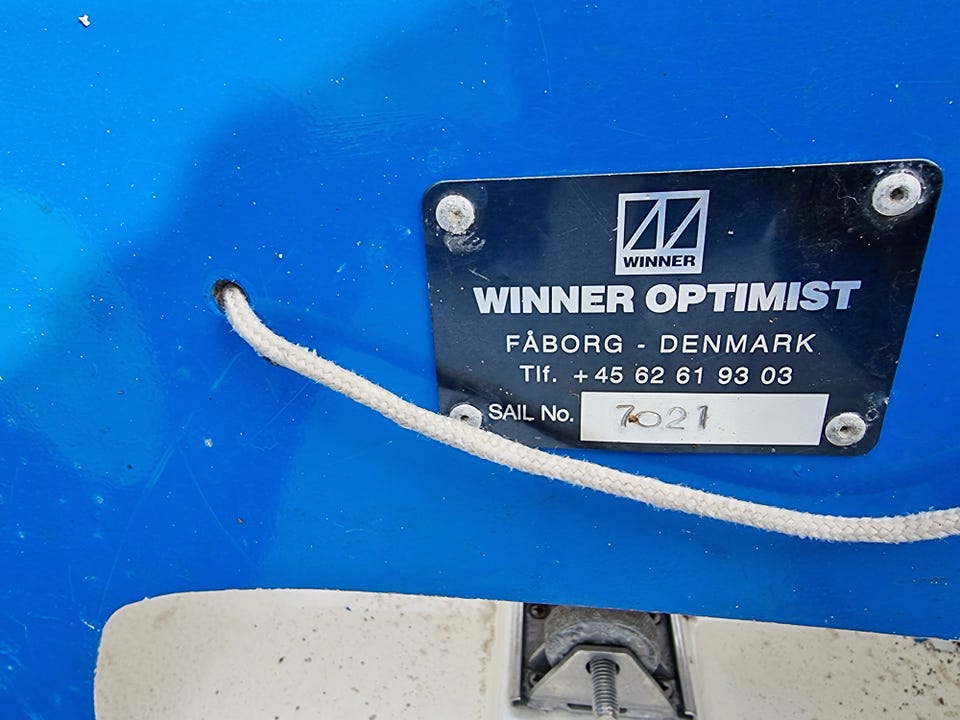 WINNER
WINNER OPTIMIST
FÅBORG - DENMARK
Tlf. +45 62 61 93 03
SAIL No. 7021